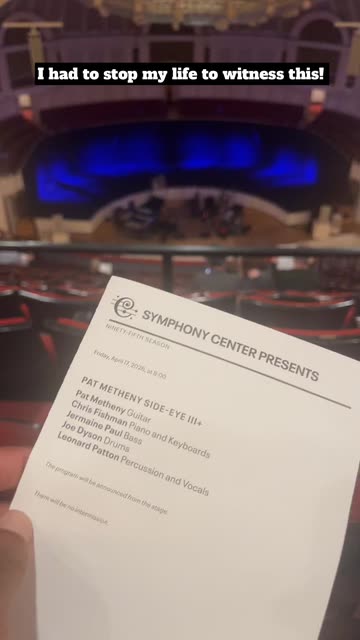 I had to stop my life to witness this!
SYMPHONY CENTER PRESENTS
NINETY-FIFTH SEASON
Friday, April 17, 2026, at 8:00
PAT METHENY SIDE-EYE III+
Pat Metheny Guitar
Chris Fishman Piano and Keyboards
Jermaine Paul Bass
Joe Dyson Drums
Leonard Patton Percussion and Vocals
The program will be announced from the stage.
There will be no intermission.